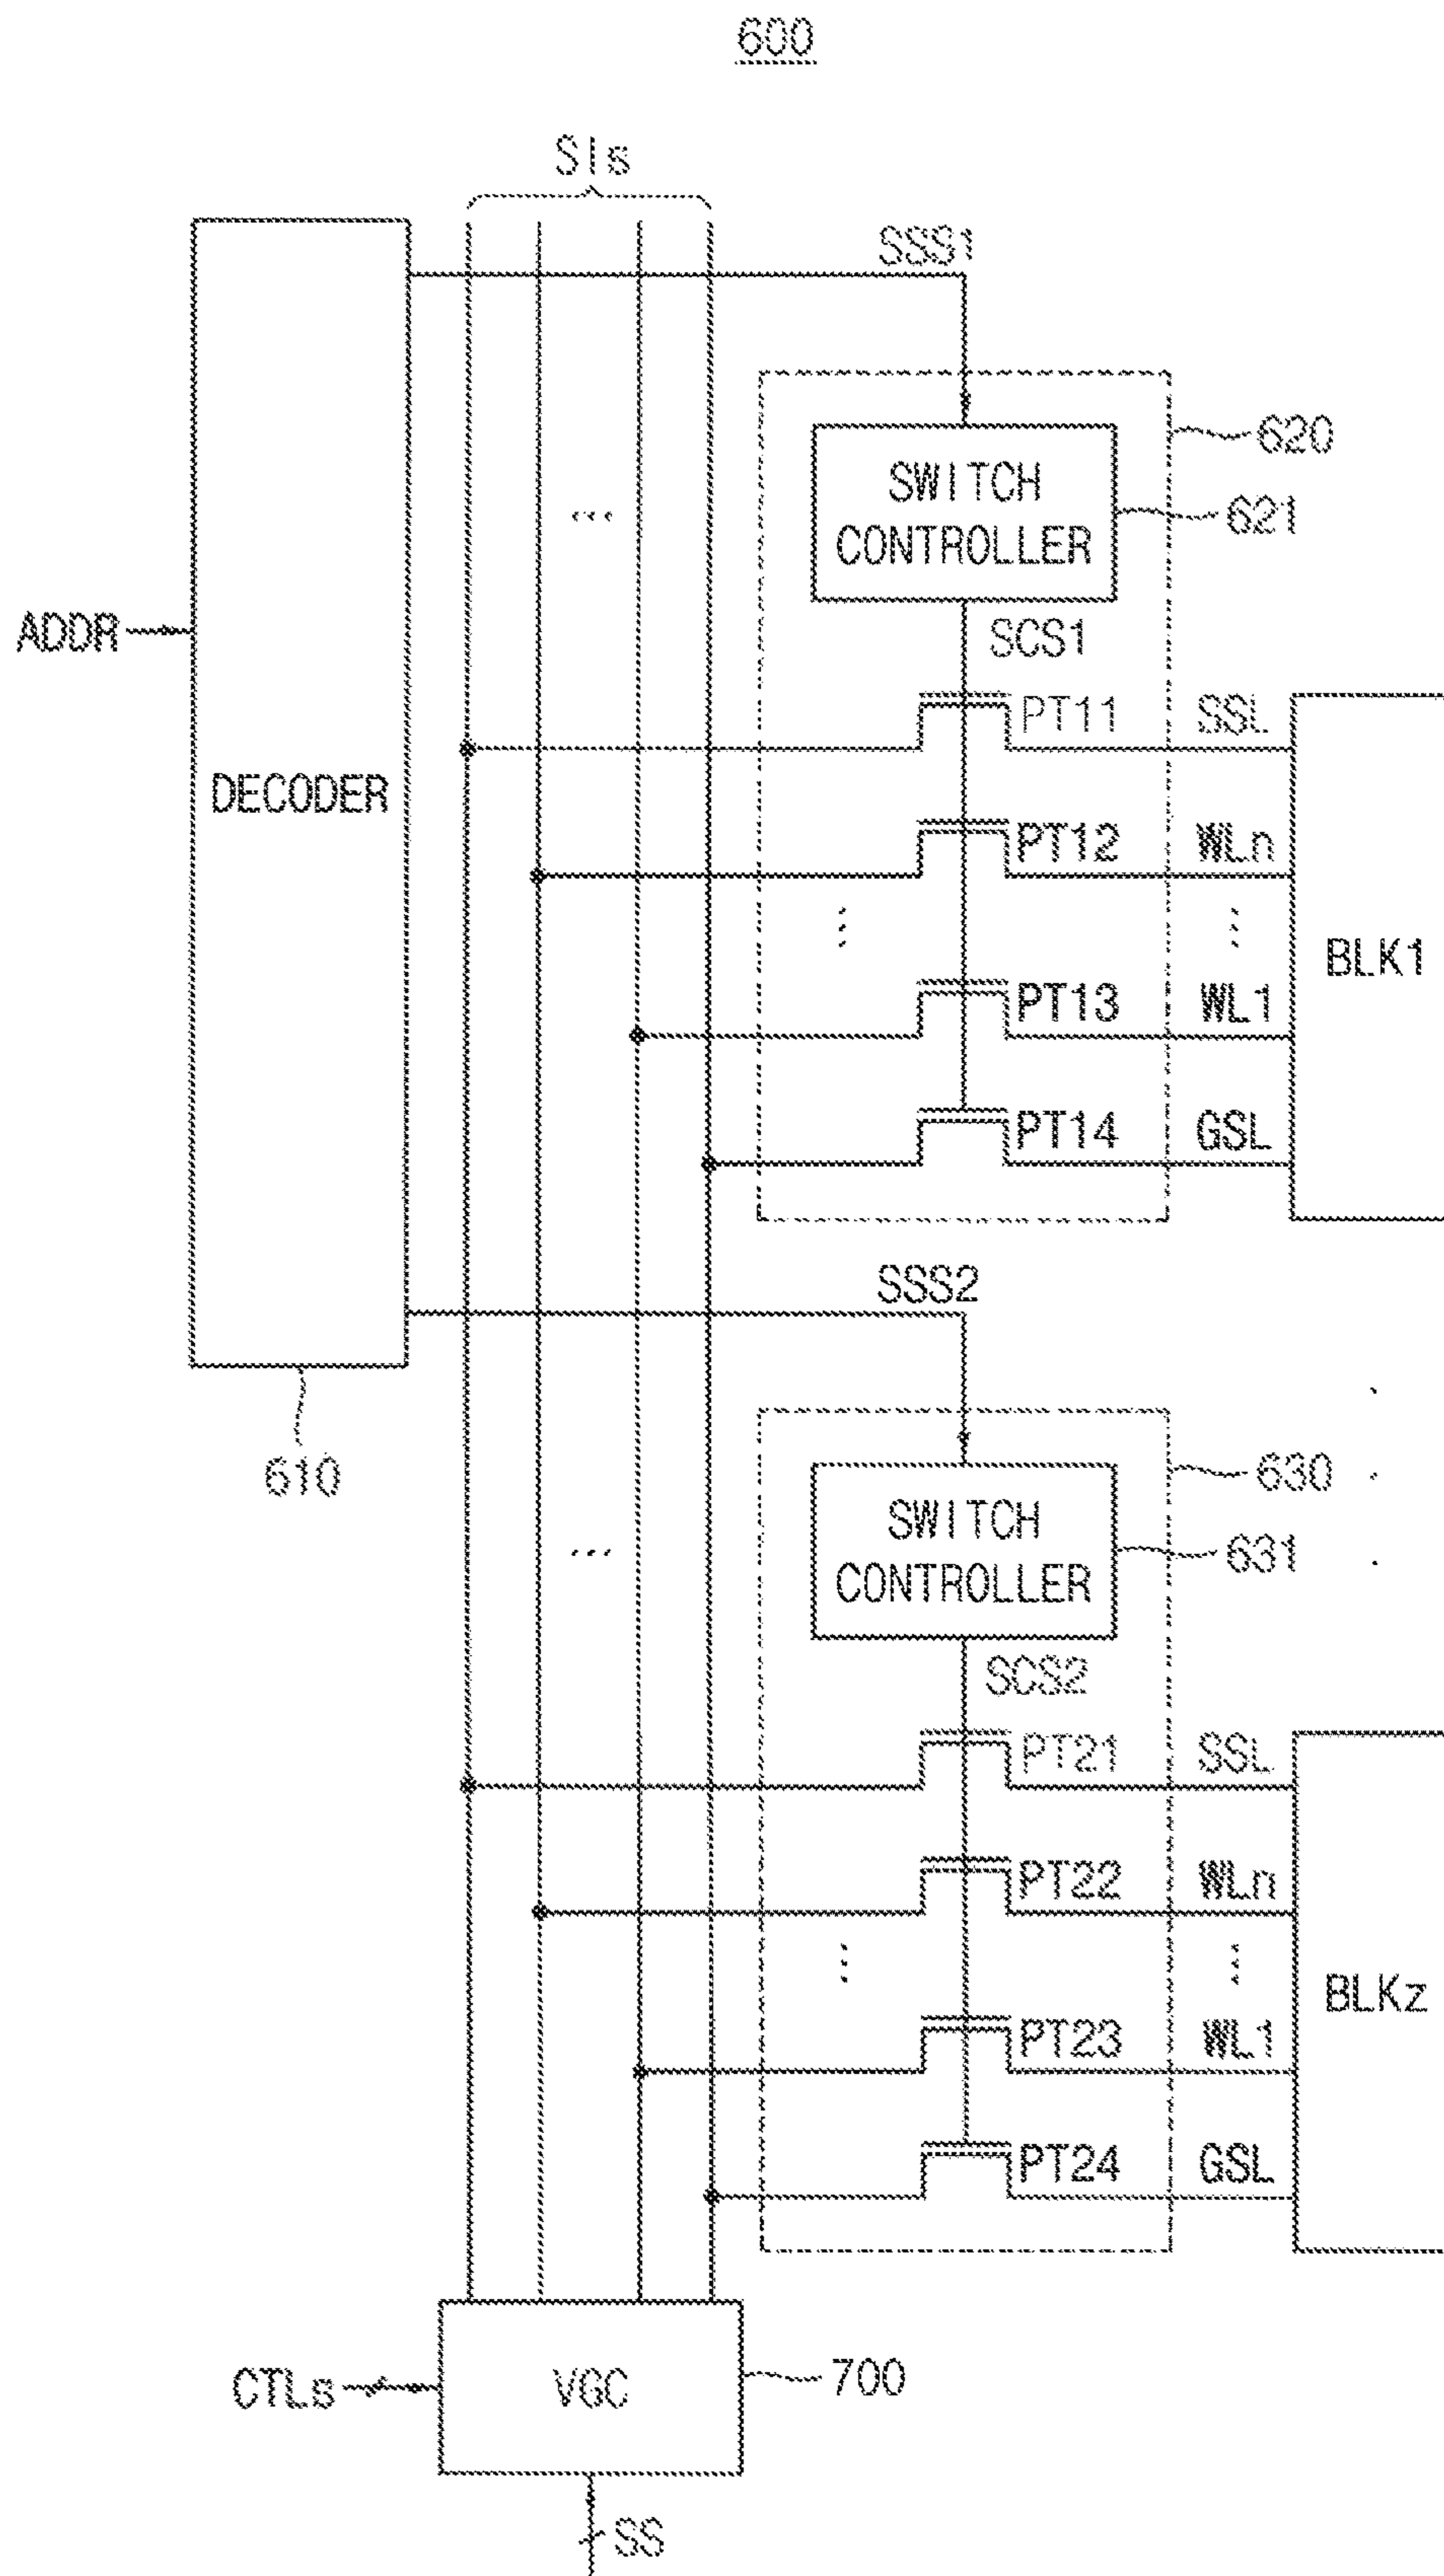 600
SIs
SSS1
620
SWITCH
CONTROLLER
621
ADDR
SCS1
PT11 SSL
DECODER
PT12 WLn
BLK1
PT13 WL1
PT14 GSL
SSS2
610
630
SWITCH
CONTROLLER
631
SCS2
PT21 SSL
PT22 WLn
BLKz
PT23 WL1
PT24 GSL
CTLs
VGC
700
SS